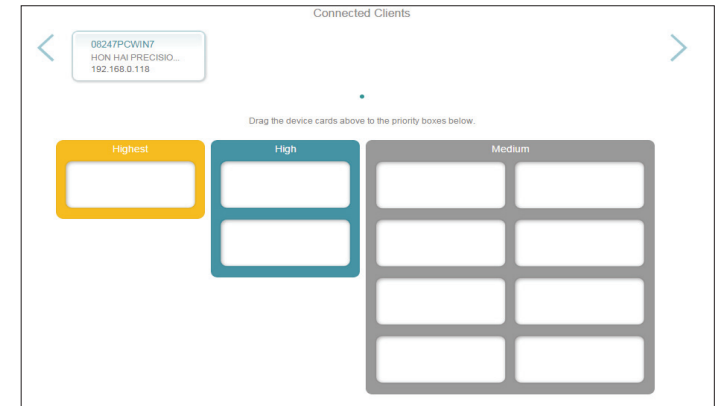 Connected Clients
08247PCWIN7
HON HAI PRECISIO...
192.168.0.118
Drag the device cards above to the priority boxes below.
Highest
High
Medium